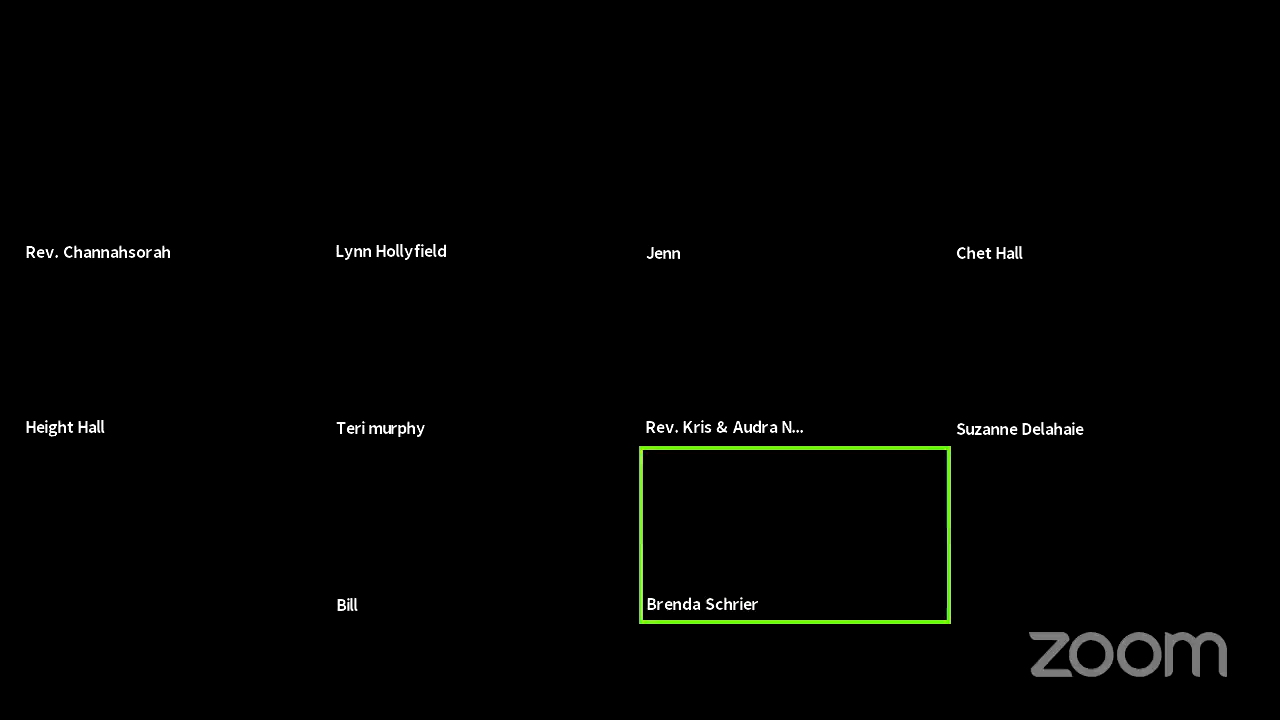 Rev. Channahsorah
Lynn Hollyfield
Jenn
Chet Hall
Height Hall
Teri murphy
Rev. Kris & Audra N...
Suzanne Delahaie
Bill
Brenda Schrier
zoom